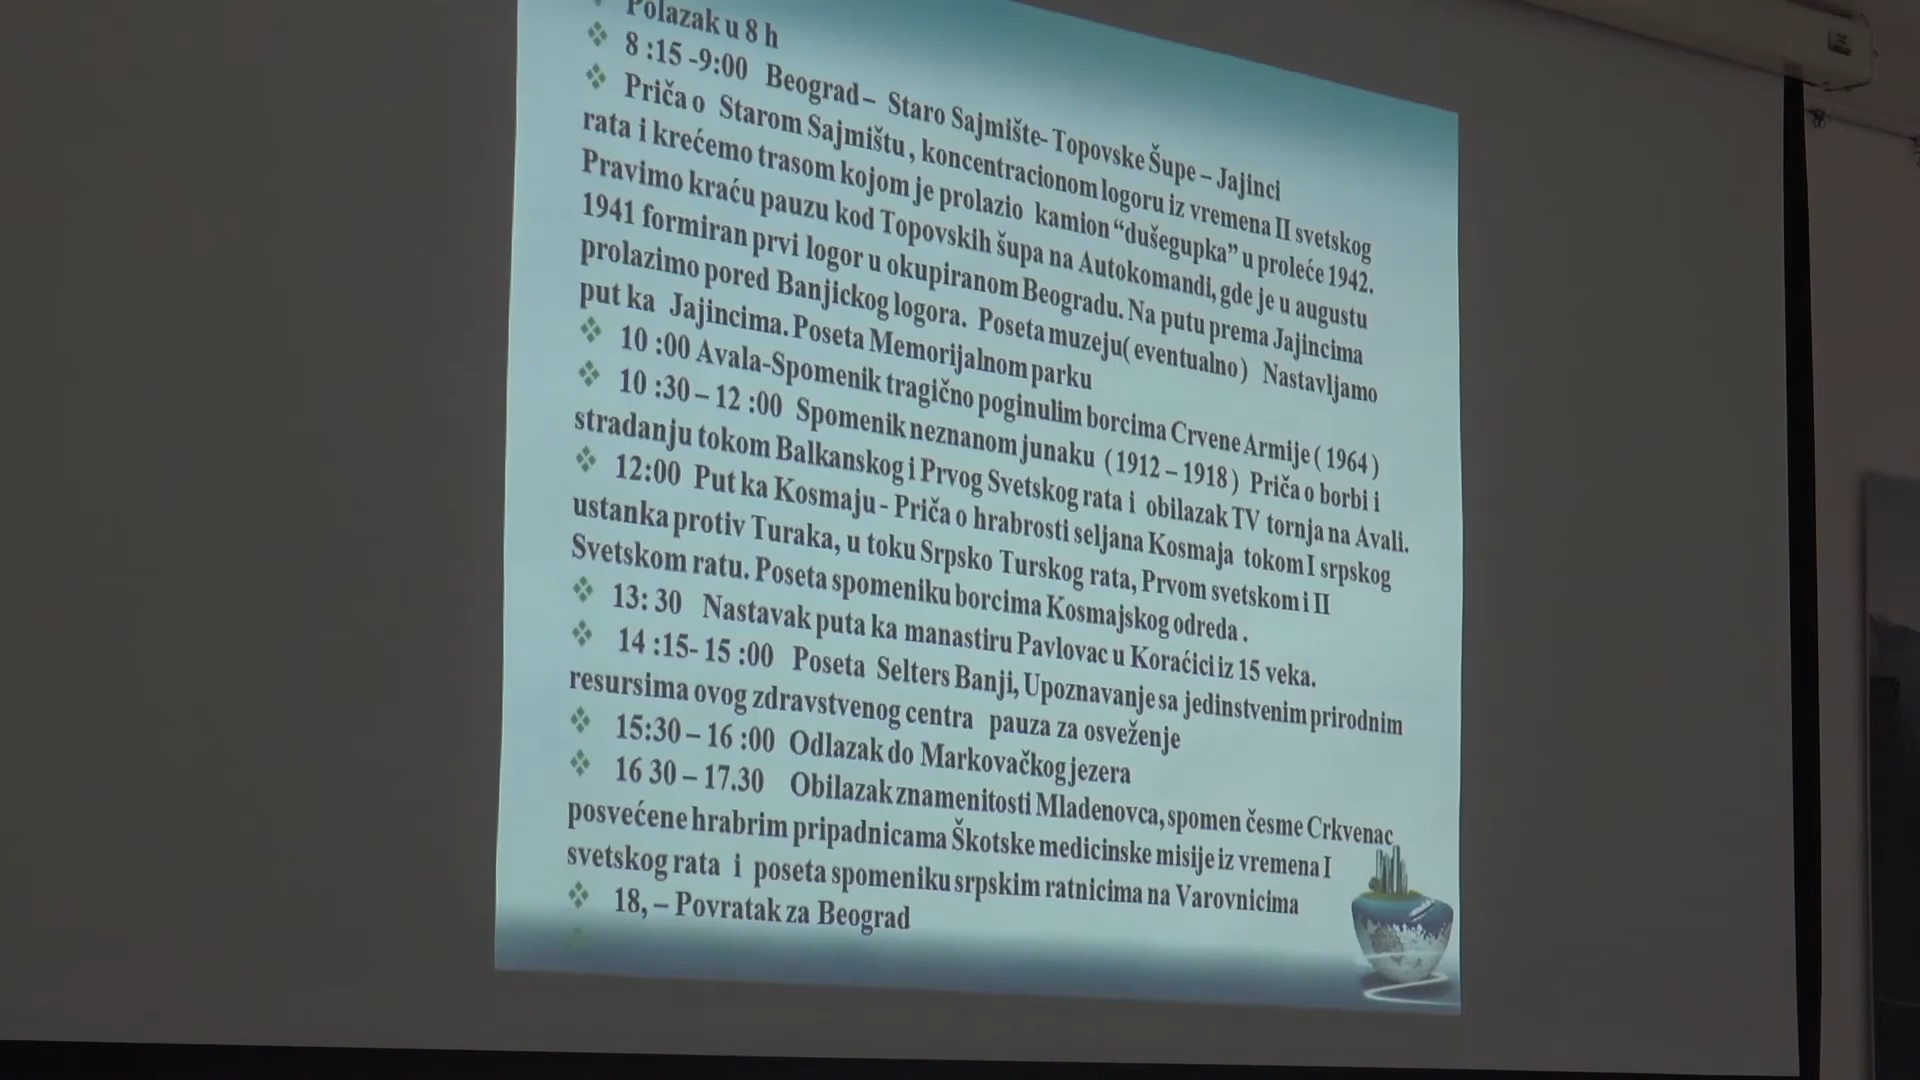 Polazak u 8 h
8 :15 -9:00 Beograd – Staro Sajmište- Topovske Šupe – Jajinci
Priča o Starom Sajmištu, koncentracionom logoru iz vremena II svetskog
rata i krećemo trasom kojom je prolazio kamion “dušegupka” u proleće 1942.
Pravimo kraću pauzu kod Topovskih šupa na Autokomandi, gde je u augustu
1941 formiran prvi logor u okupiranom Beogradu. Na putu prema Jajincima
prolazimo pored Banjickog logora. Poseta muzeju( eventualno) Nastavljamo
put ka Jajincima. Poseta Memorijalnom parku
10 :00 Avala-Spomenik tragično poginulim borcima Crvene Armije ( 1964 )
10 :30 – 12 :00 Spomenik neznanom junaku ( 1912 – 1918 ) Priča o borbi i
stradanju tokom Balkanskog i Prvog Svetskog rata i obilazak TV tornja na Avali.
12:00 Put ka Kosmaju - Priča o hrabrosti seljana Kosmaja tokom I srpskog
ustanka protiv Turaka, u toku Srpsko Turskog rata, Prvom svetskom i II
Svetskom ratu. Poseta spomeniku borcima Kosmajskog odreda .
13: 30 Nastavak puta ka manastiru Pavlovac u Koraćici iz 15 veka.
14 :15- 15 :00 Poseta Selters Banji, Upoznavanje sa jedinstvenim prirodnim
resursima ovog zdravstvenog centra pauza za osveženje
15:30 – 16 :00 Odlazak do Markovačkog jezera
16 30 – 17.30 Obilazak znamenitosti Mladenovca, spomen česme Crkvenac
posvećene hrabrim pripadnicama Škotske medicinske misije iz vremena I
svetskog rata i poseta spomeniku srpskim ratnicima na Varovnicima
18, – Povratak za Beograd